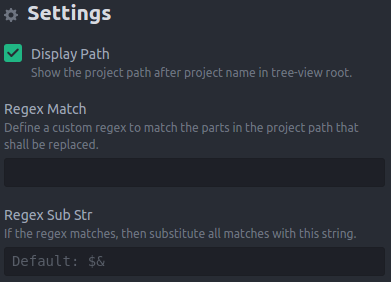 Settings
Display Path
Show the project path after project name in tree-view root.
Regex Match
Define a custom regex to match the parts in the project path that
shall be replaced.
Regex Sub Str
If the regex matches, then substitute all matches with this string.
Default: $&